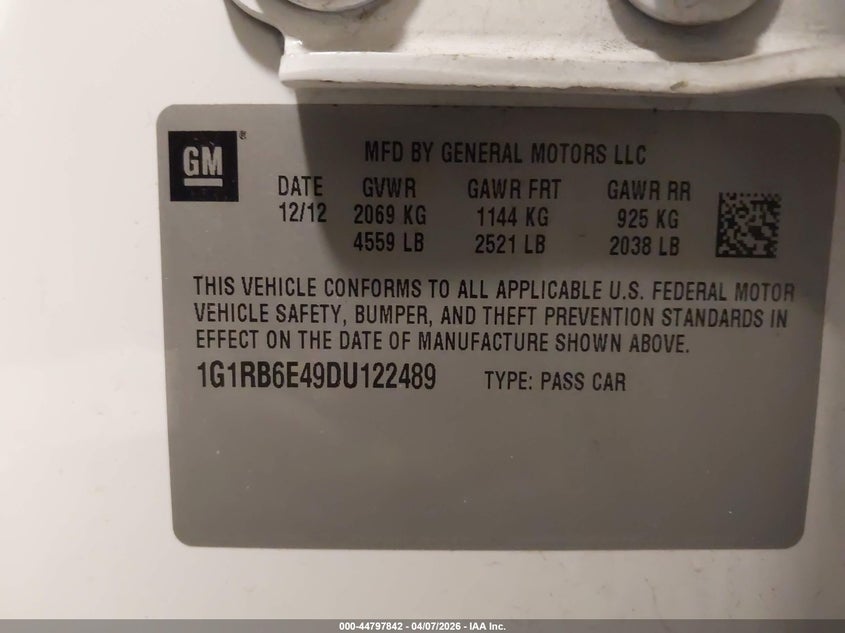 GM®
MFD BY GENERAL MOTORS LLC
DATE GVWR GAWR FRT GAWR RR
12/12 2069 KG 1144 KG 925 KG
4559 LB 2521 LB 2038 LB
THIS VEHICLE CONFORMS TO ALL APPLICABLE U.S. FEDERAL MOTOR
VEHICLE SAFETY, BUMPER, AND THEFT PREVENTION STANDARDS IN
EFFECT ON THE DATE OF MANUFACTURE SHOWN ABOVE.
1G1RB6E49DU122489 TYPE: PASS CAR
000-44797842 - 04/07/2026 - IAA Inc.